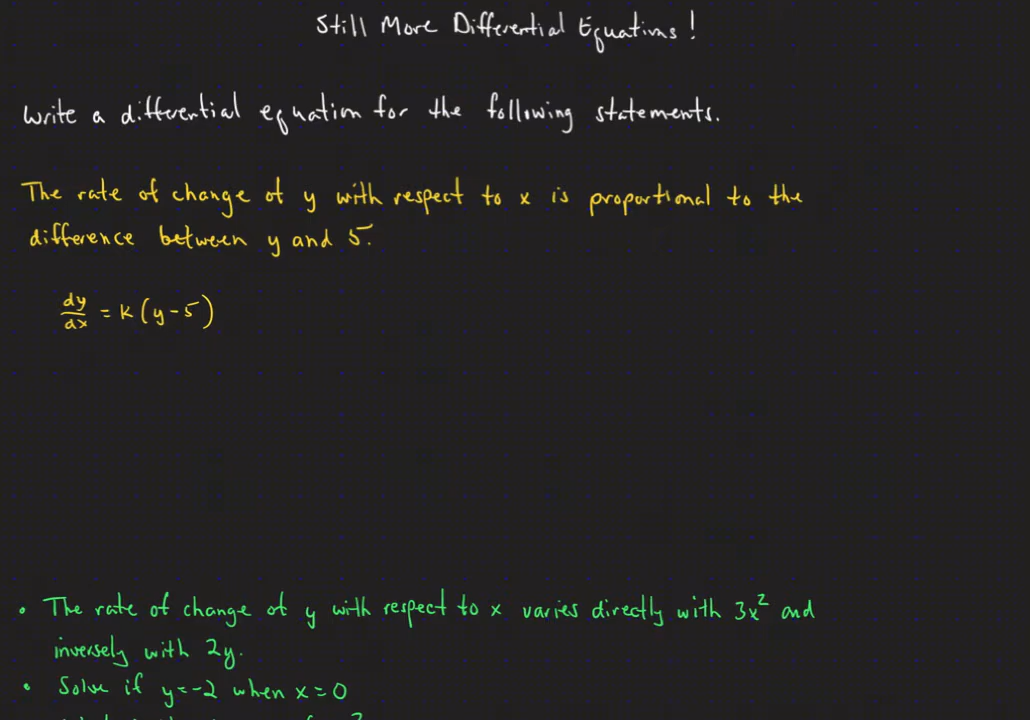 Still More Differential Equations!
Write a differential equation for the following statements.
The rate of change of y with respect to x is proportional to the
difference between y and 5.
dy/dx = k(y-5)
• The rate of change of y with respect to x varies directly with 3x² and
inversely with 2y.
• Solve if y=-2 when x=0